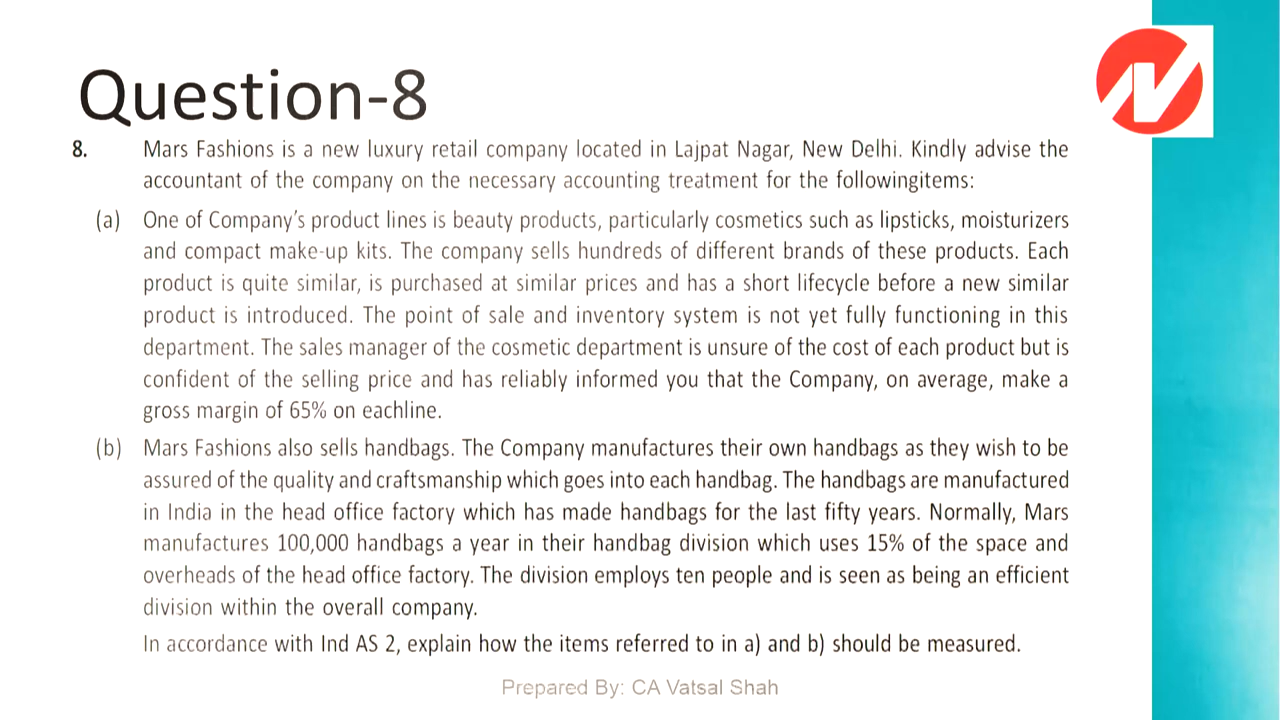 Question-8
8. Mars Fashions is a new luxury retail company located in Lajpat Nagar, New Delhi. Kindly advise the
accountant of the company on the necessary accounting treatment for the followingitems:
(a) One of Company's product lines is beauty products, particularly cosmetics such as lipsticks, moisturizers
and compact make-up kits. The company sells hundreds of different brands of these products. Each
product is quite similar, is purchased at similar prices and has a short lifecycle before a new similar
product is introduced. The point of sale and inventory system is not yet fully functioning in this
department. The sales manager of the cosmetic department is unsure of the cost of each product but is
confident of the selling price and has reliably informed you that the Company, on average, make a
gross margin of 65% on eachline.
(b) Mars Fashions also sells handbags. The Company manufactures their own handbags as they wish to be
assured of the quality and craftsmanship which goes into each handbag. The handbags are manufactured
in India in the head office factory which has made handbags for the last fifty years. Normally, Mars
manufactures 100,000 handbags a year in their handbag division which uses 15% of the space and
overheads of the head office factory. The division employs ten people and is seen as being an efficient
division within the overall company.
In accordance with Ind AS 2, explain how the items referred to in a) and b) should be measured.
Prepared By: CA Vatsal Shah